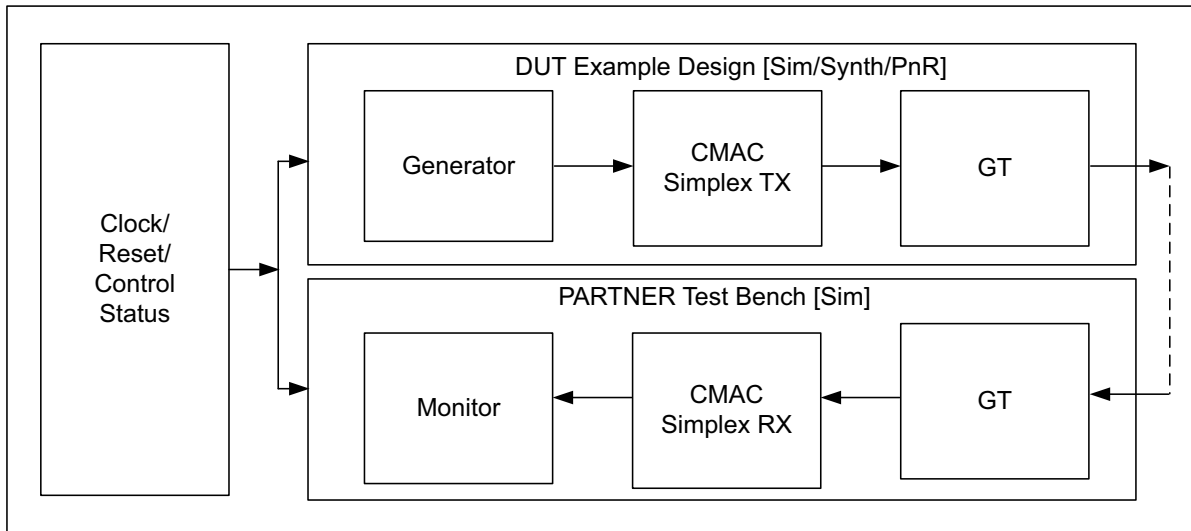 DUT Example Design [Sim/Synth/PnR]
Generator
CMAC
Simplex TX
GT
Clock/
Reset/
Control
Status
PARTNER Test Bench [Sim]
Monitor
CMAC
Simplex RX
GT